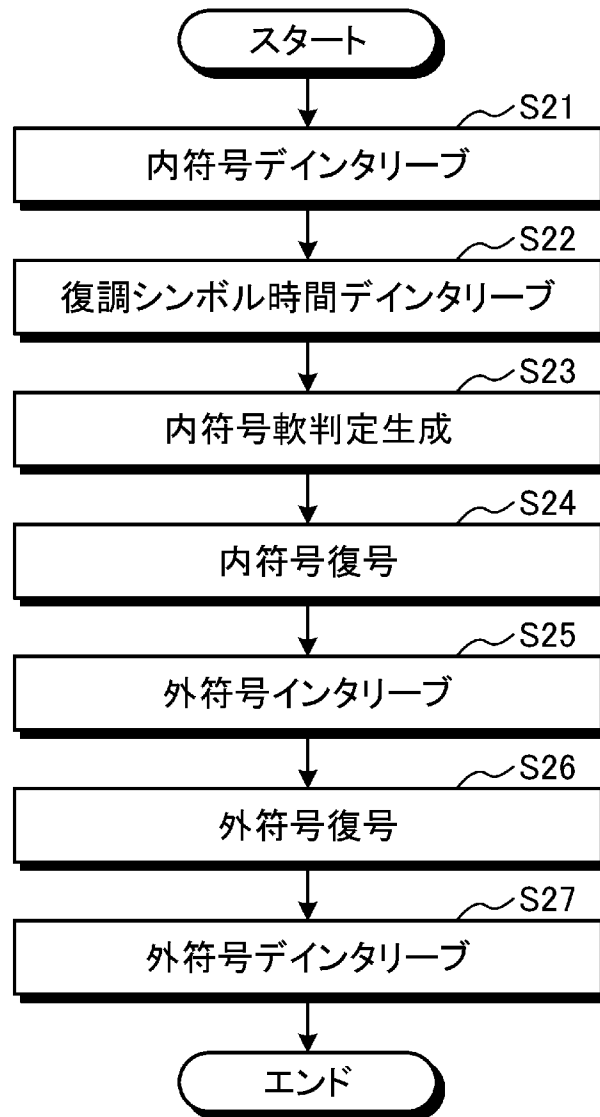 スタート
S21
内符号デインタリーブ
S22
復調シンボル時間デインタリーブ
S23
内符号軟判定生成
S24
内符号復号
S25
外符号インタリーブ
S26
外符号復号
S27
外符号デインタリーブ
エンド